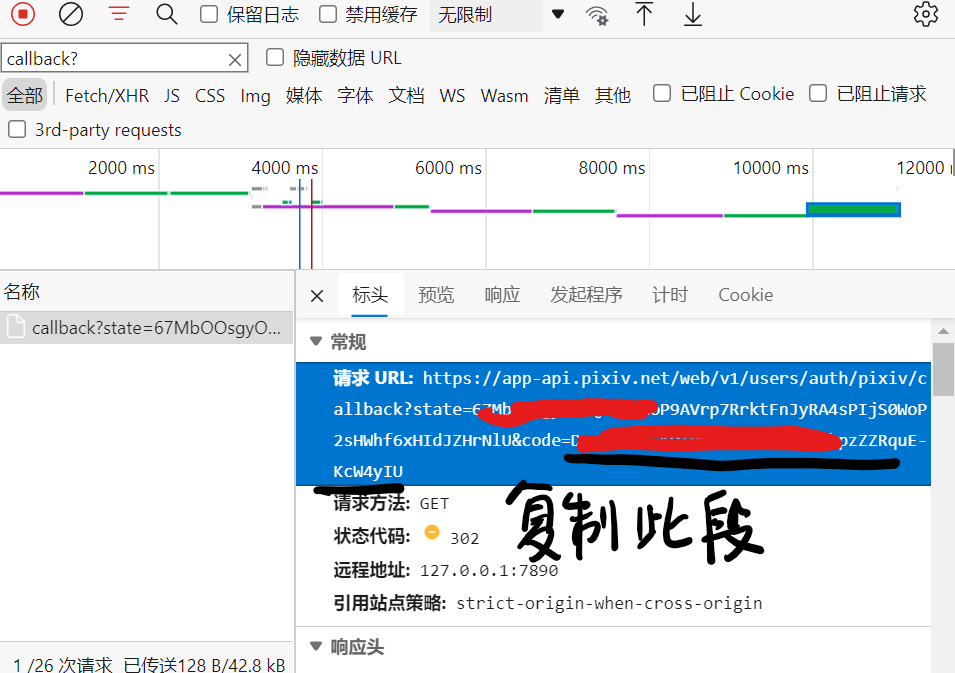 保留日志 禁用缓存 无限制
callback? 隐藏数据 URL
全部 Fetch/XHR JS CSS Img 媒体 字体 文档 WS Wasm 清单 其他 已阻止 Cookie 已阻止请求
3rd-party requests
2000 ms 4000 ms 6000 ms 8000 ms 10000 ms 12000
名称
标头 预览 响应 发起程序 计时 Cookie
callback?state=67MbOOsgyO...
常规
请求 URL: https://app-api.pixiv.net/web/v1/users/auth/pixiv/c
allback?state=67Mb P9AVrp7RrktFnJyRA4sPIjS0WoP
2sHWhf6xHIdJZHrNlU&code=D pzZZRquE-
KcW4yIU
请求方法: GET
复制此段
状态代码: 302
远程地址: 127.0.0.1:7890
引用站点策略: strict-origin-when-cross-origin
响应头
1 /26 次请求 已传送128 B/42.8 kB